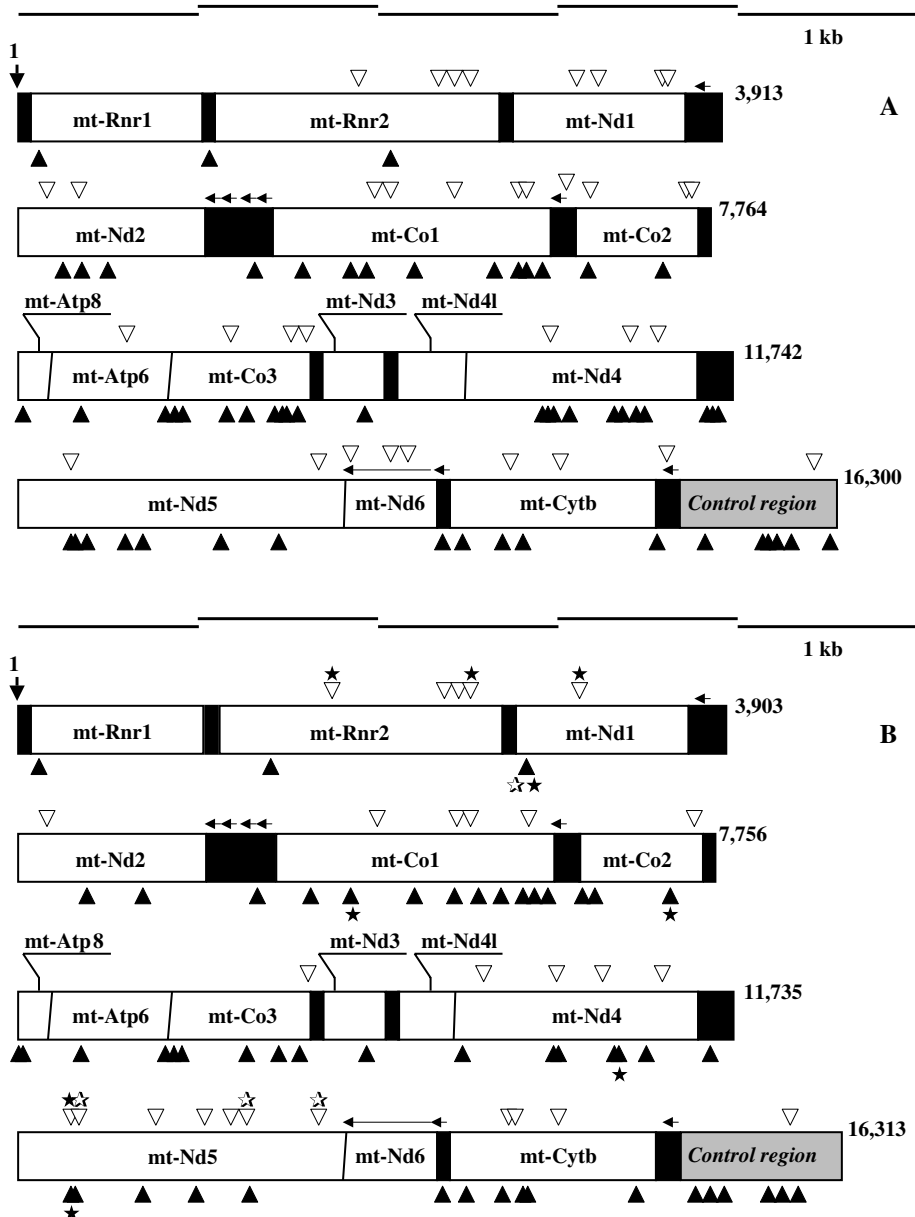 1 kb
1
3,913
A
mt-Rnr1 mt-Rnr2 mt-Nd1
7,764
mt-Nd2 mt-Co1 mt-Co2
mt-Atp8 mt-Nd3 mt-Nd4l
11,742
mt-Atp6 mt-Co3 mt-Nd4
16,300
mt-Nd5 mt-Nd6 mt-Cytb Control region
1 kb
1
3,903
B
mt-Rnr1 mt-Rnr2 mt-Nd1
7,756
mt-Nd2 mt-Co1 mt-Co2
mt-Atp8 mt-Nd3 mt-Nd4l
11,735
mt-Atp6 mt-Co3 mt-Nd4
16,313
mt-Nd5 mt-Nd6 mt-Cytb Control region